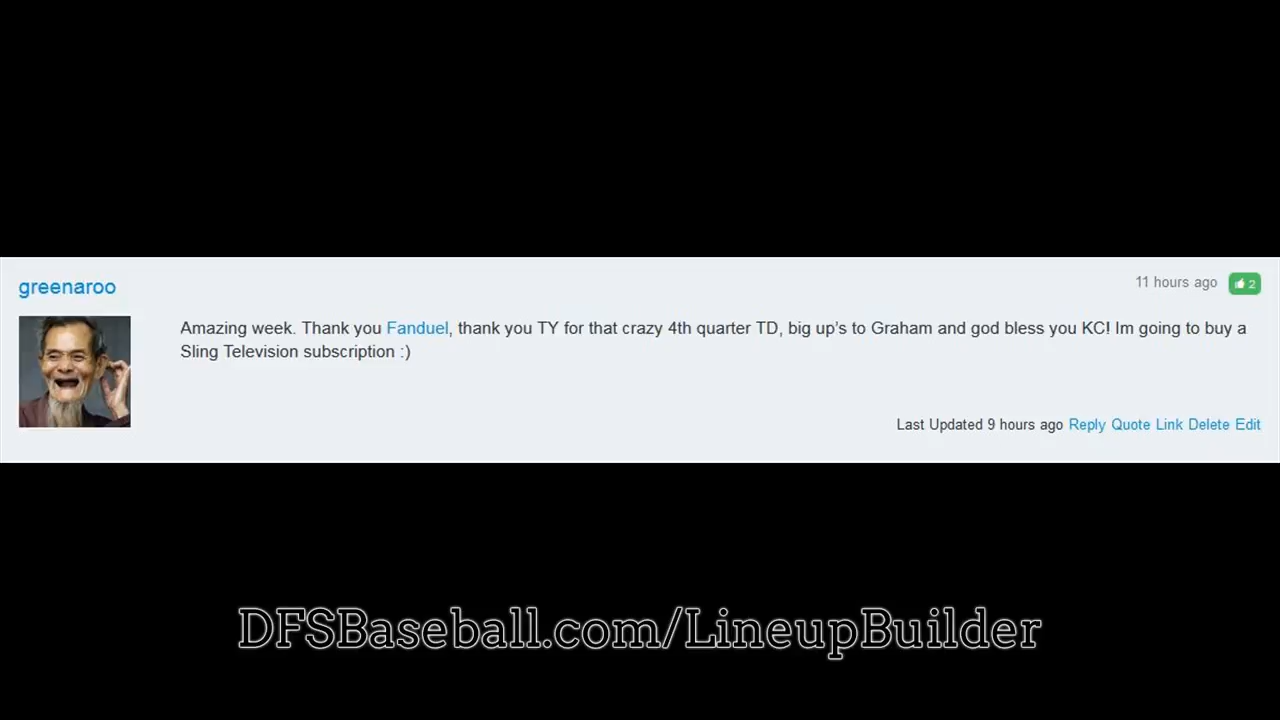 greenaroo
11 hours ago 2
Amazing week. Thank you Fanduel, thank you TY for that crazy 4th quarter TD, big up's to Graham and god bless you KC! Im going to buy a
Sling Television subscription :)
Last Updated 9 hours ago Reply Quote Link Delete Edit
DFSBaseball.com/LineupBuilder